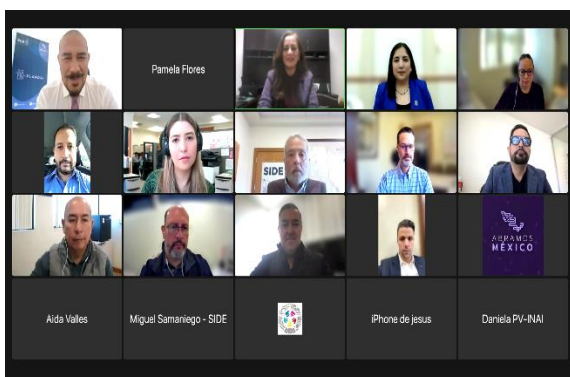 Pamela Flores
SIDE
ABRAMOS
MÉXICO
Aida Valles
Miguel Samaniego - SIDE
iPhone de jesus
Daniela PV-INAI